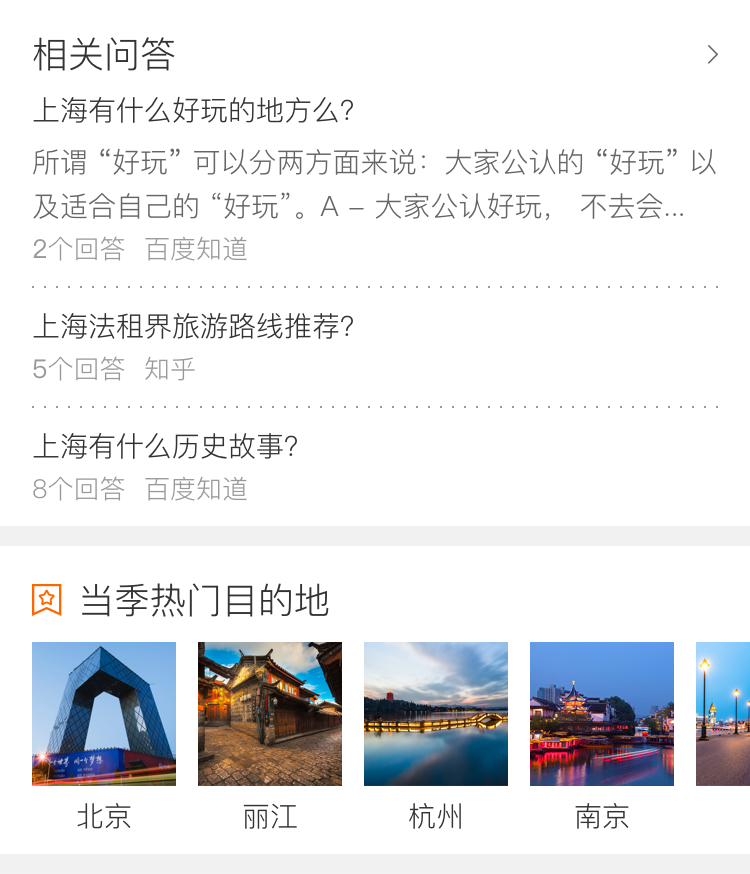 相关问答
上海有什么好玩的地方么？
所谓“好玩”可以分两方面来说：大家公认的“好玩”以
及适合自己的“好玩”。A - 大家公认好玩， 不去会...
2个回答 百度知道
上海法租界旅游路线推荐？
5个回答 知乎
上海有什么历史故事？
8个回答 百度知道
当季热门目的地
北京
丽江
杭州
南京